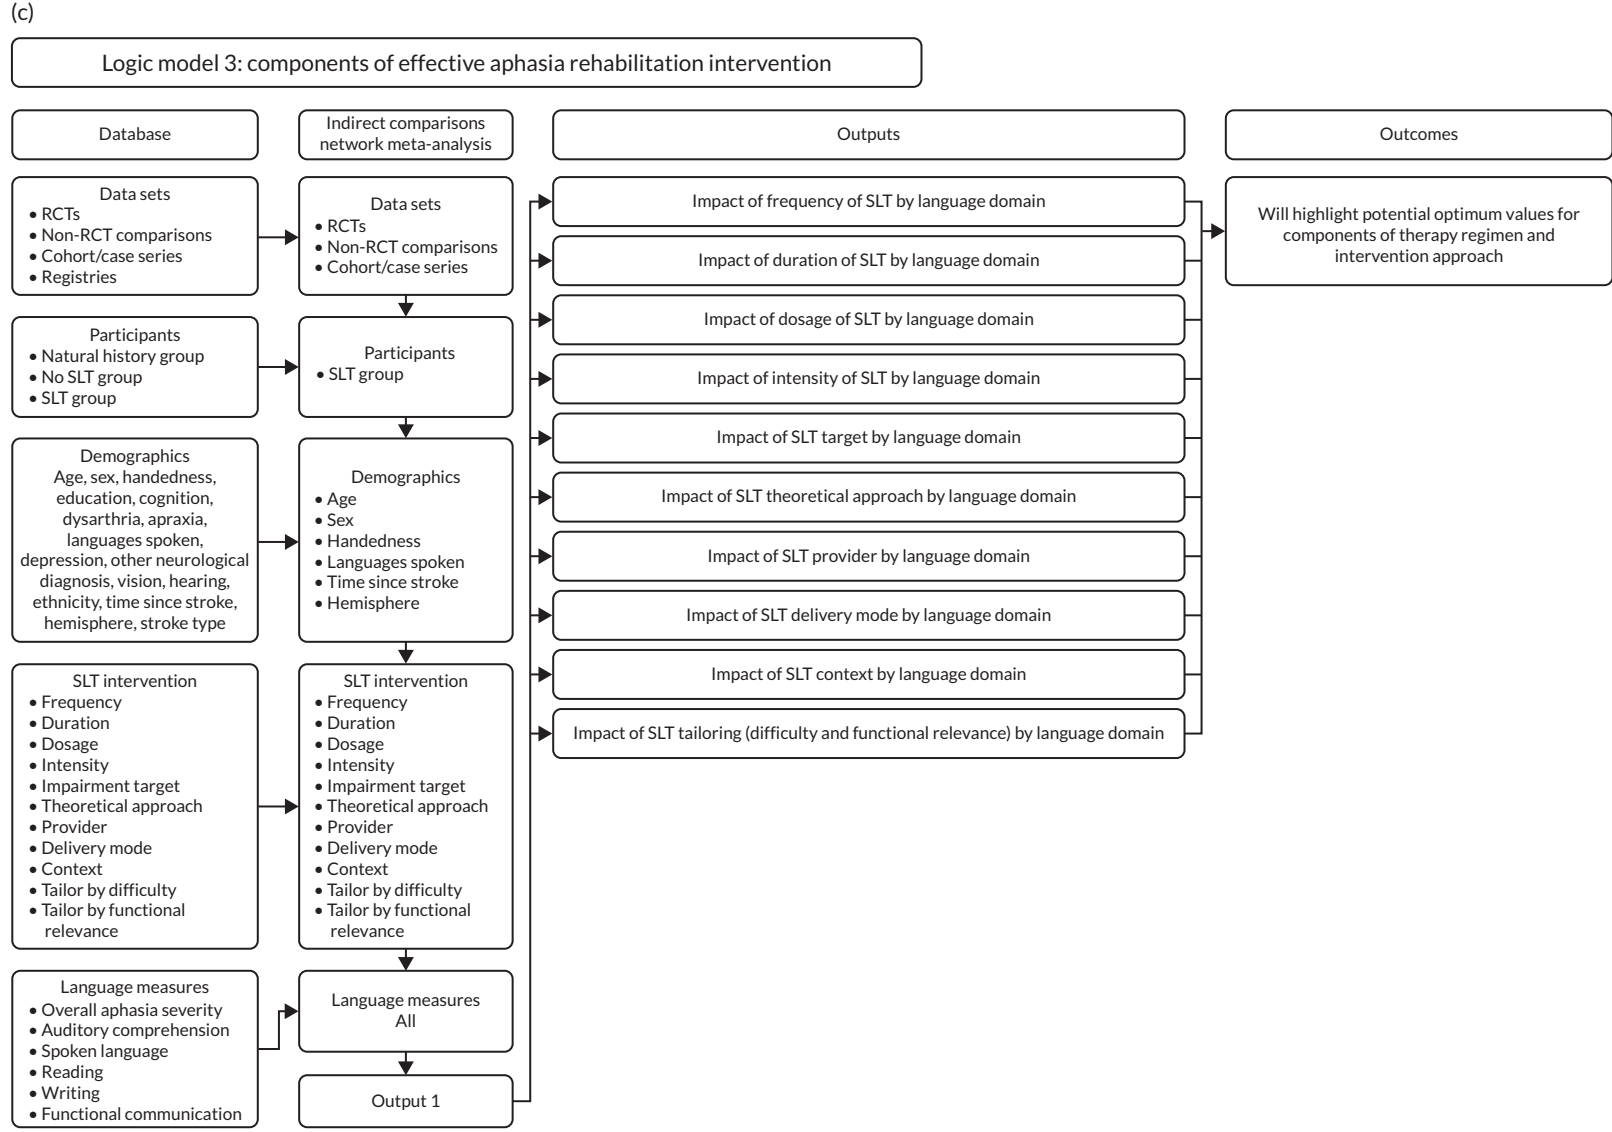 (c)
Logic model 3: components of effective aphasia rehabilitation intervention
Database
Data sets
• RCTs
• Non-RCT comparisons
• Cohort/case series
• Registries
Participants
• Natural history group
• No SLT group
• SLT group
Demographics
Age, sex, handedness,
education, cognition,
dysarthria, apraxia,
languages spoken,
depression, other neurological
diagnosis, vision, hearing,
ethnicity, time since stroke,
hemisphere, stroke type
SLT intervention
• Frequency
• Duration
• Dosage
• Intensity
• Impairment target
• Theoretical approach
• Provider
• Delivery mode
• Context
• Tailor by difficulty
• Tailor by functional
relevance
Language measures
• Overall aphasia severity
• Auditory comprehension
• Spoken language
• Reading
• Writing
• Functional communication
Indirect comparisons
network meta-analysis
Data sets
• RCTs
• Non-RCT comparisons
• Cohort/case series
Participants
• SLT group
Demographics
• Age
• Sex
• Handedness
• Languages spoken
• Time since stroke
• Hemisphere
SLT intervention
• Frequency
• Duration
• Dosage
• Intensity
• Impairment target
• Theoretical approach
• Provider
• Delivery mode
• Context
• Tailor by difficulty
• Tailor by functional
relevance
Language measures
All
Output 1
Outputs
Impact of frequency of SLT by language domain
Impact of duration of SLT by language domain
Impact of dosage of SLT by language domain
Impact of intensity of SLT by language domain
Impact of SLT target by language domain
Impact of SLT theoretical approach by language domain
Impact of SLT provider by language domain
Impact of SLT delivery mode by language domain
Impact of SLT context by language domain
Impact of SLT tailoring (difficulty and functional relevance) by language domain
Outcomes
Will highlight potential optimum values for
components of therapy regimen and
intervention approach